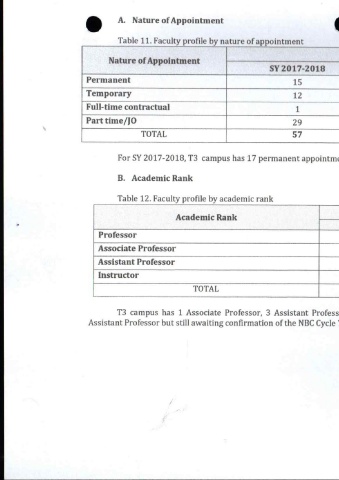 A. Nature of Appointment
Table 11. Faculty profile by nature of appointment
Nature of Appointment
SY 2017-2018
Permanent 15
Temporary 12
Full-time contractual 1
Part time/JO 29
TOTAL 57
For SY 2017-2018, T3 campus has 17 permanent appointme
B. Academic Rank
Table 12. Faculty profile by academic rank
Academic Rank
Professor
Associate Professor
Assistant Professor
Instructor
TOTAL
T3 campus has 1 Associate Professor, 3 Assistant Profess
Assistant Professor but still awaiting confirmation of the NBC Cycle